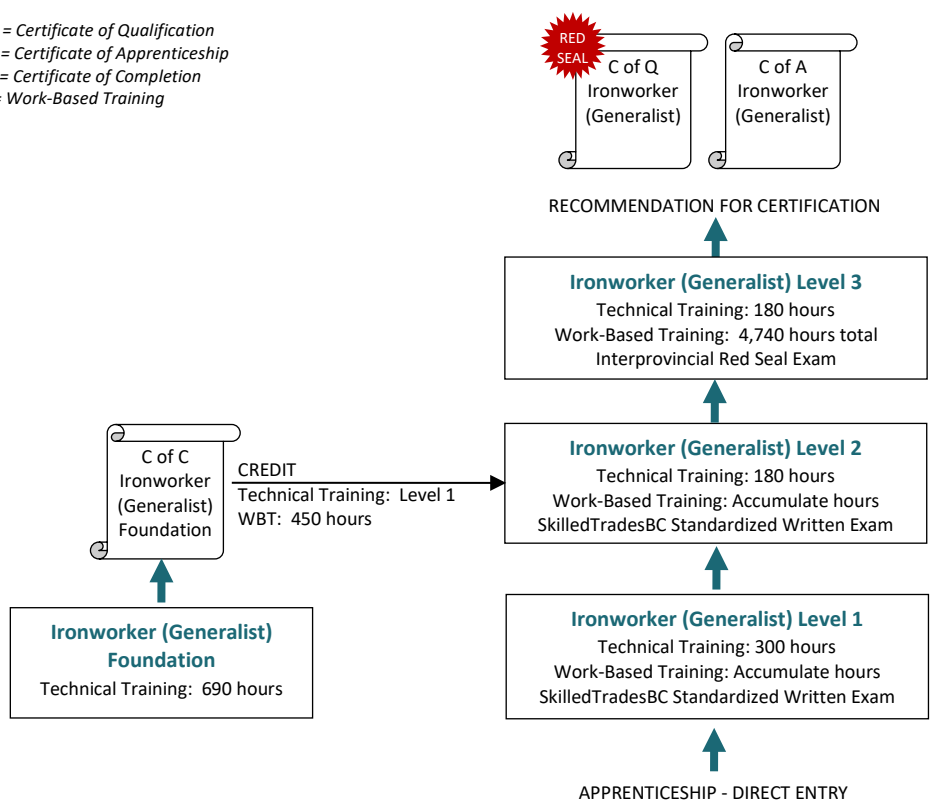 = Certificate of Qualification
= Certificate of Apprenticeship
= Certificate of Completion
= Work-Based Training
RED
SEAL
C of Q
Ironworker
(Generalist)
C of A
Ironworker
(Generalist)
RECOMMENDATION FOR CERTIFICATION
Ironworker (Generalist) Level 3
Technical Training: 180 hours
Work-Based Training: 4,740 hours total
Interprovincial Red Seal Exam
C of C
Ironworker
(Generalist)
Foundation
CREDIT
Technical Training: Level 1
WBT: 450 hours
Ironworker (Generalist) Level 2
Technical Training: 180 hours
Work-Based Training: Accumulate hours
SkilledTradesBC Standardized Written Exam
Ironworker (Generalist)
Foundation
Technical Training: 690 hours
Ironworker (Generalist) Level 1
Technical Training: 300 hours
Work-Based Training: Accumulate hours
SkilledTradesBC Standardized Written Exam
APPRENTICESHIP - DIRECT ENTRY